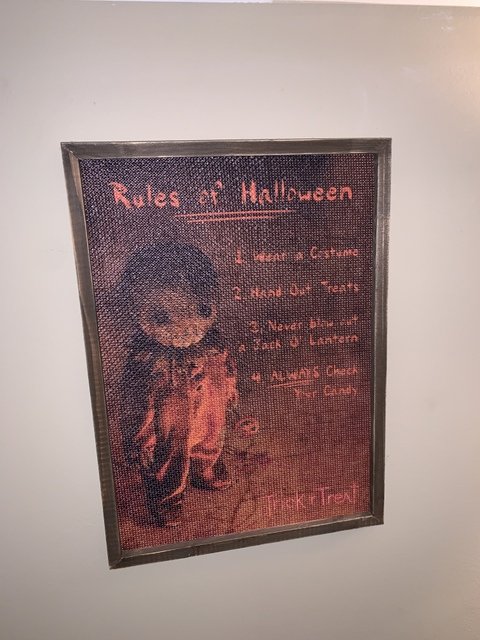 Rules of Halloween
1. Wear a Costume
2. Hand Out Treats
3. Never blow out
a Jack O' Lantern
4 ALWAYS Check
Your Candy
Trick r Treat